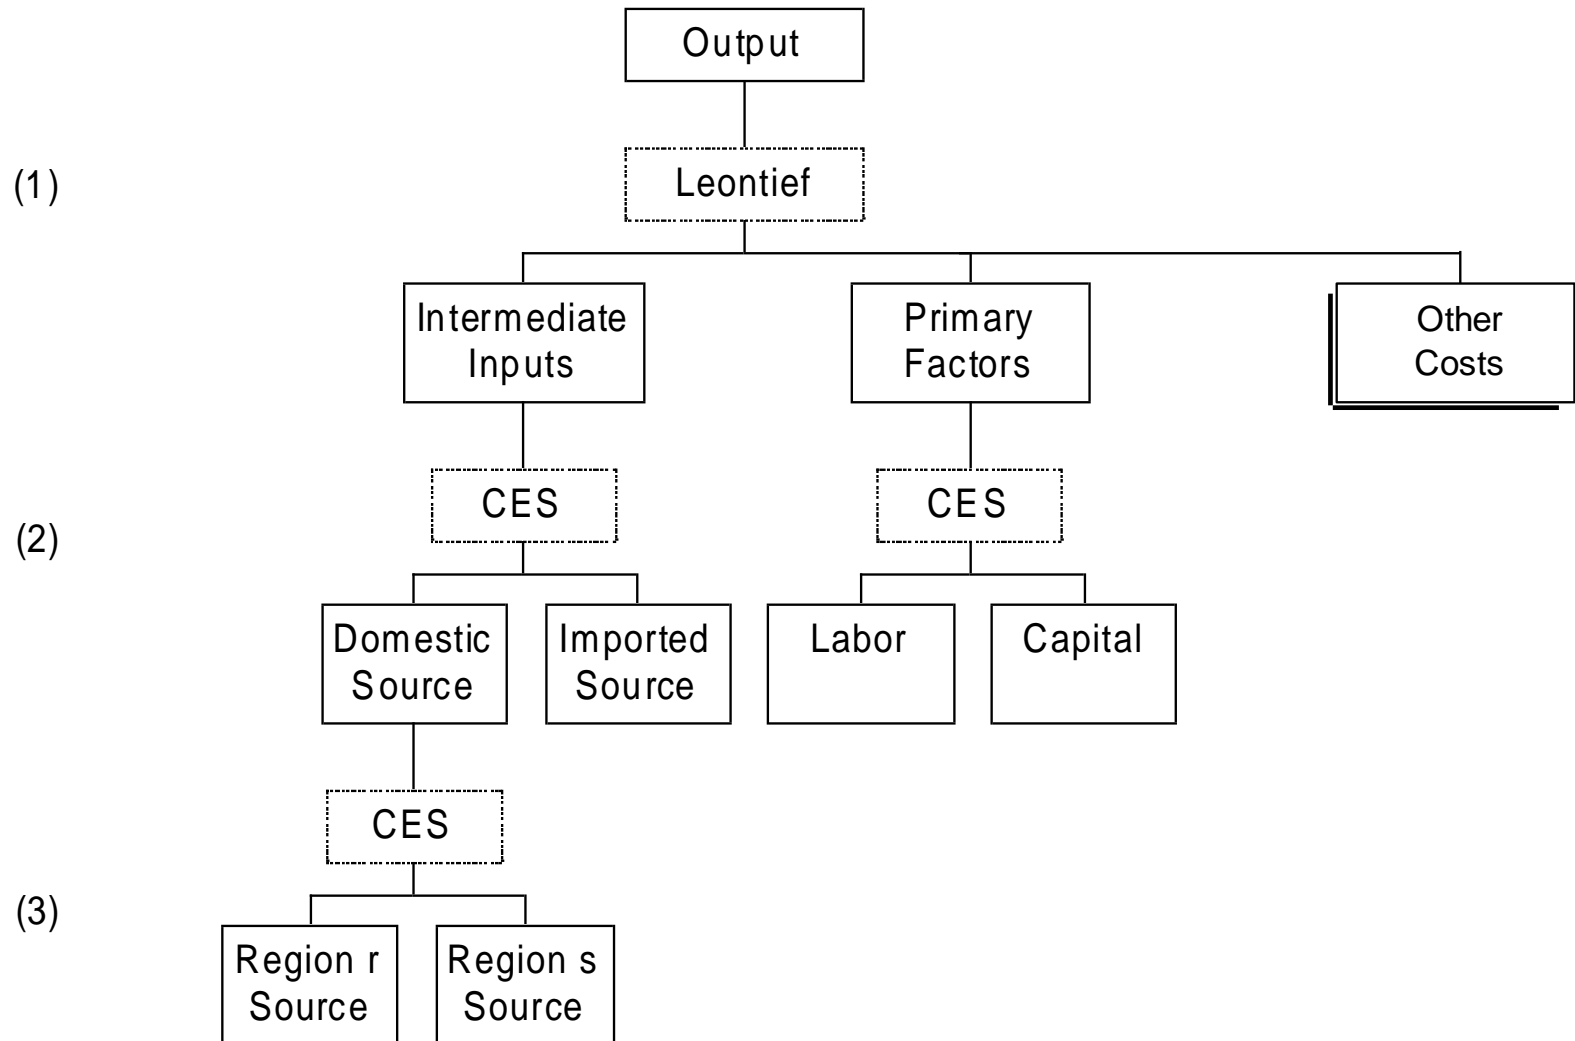 Output
(1)
Leontief
Intermediate
Inputs
Primary
Factors
Other
Costs
(2)
CES
CES
Domestic
Source
Imported
Source
Labor
Capital
CES
(3)
Region r
Source
Region s
Source